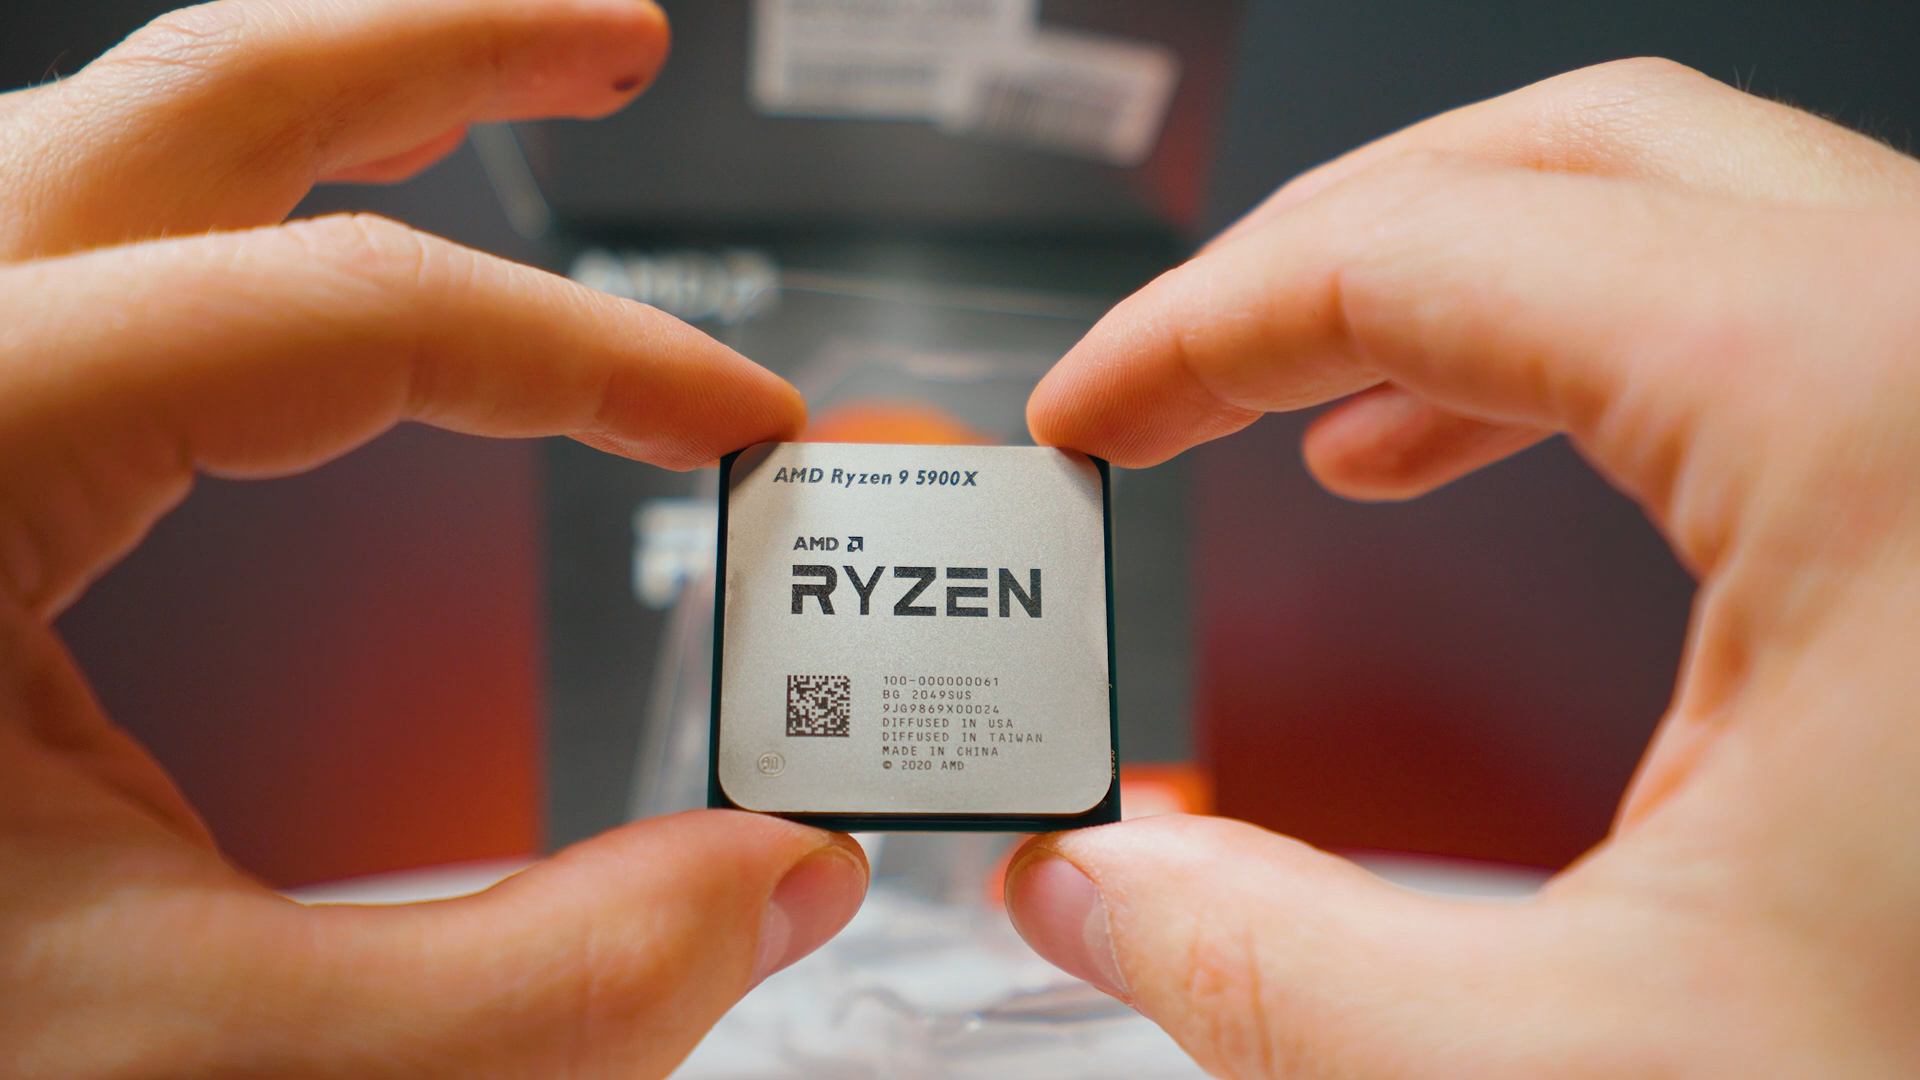 AMD Ryzen 9 5900X
AMD
RYZEN
100-000000061
BG 2049SUS
9JG9869X00024
DIFFUSED IN USA
DIFFUSED IN TAIWAN
MADE IN CHINA
© 2020 AMD